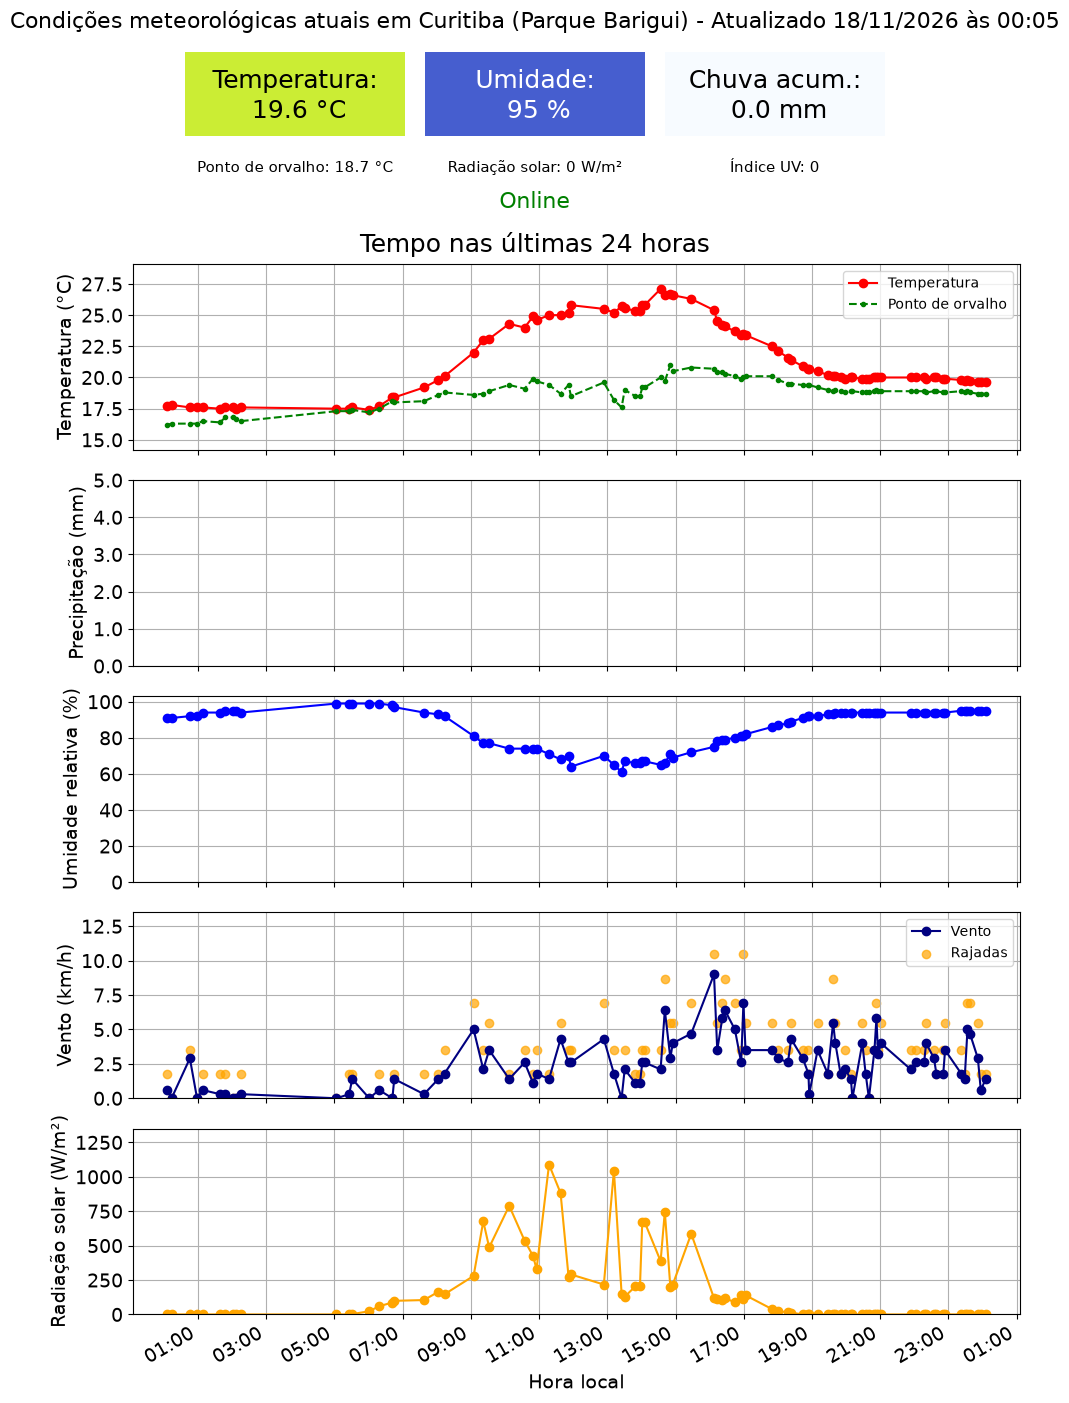 Condições meteorológicas atuais em Curitiba (Parque Barigui) - Atualizado 18/11/2026 às 00:05
Temperatura:
19.6 °C
Umidade:
95 %
Chuva acum.:
0.0 mm
Ponto de orvalho: 18.7 °C
Radiação solar: 0 W/m²
Índice UV: 0
Online
Tempo nas últimas 24 horas
Temperatura (°C)
27.5
25.0
22.5
20.0
17.5
15.0
Temperatura
Ponto de orvalho
Precipitação (mm)
5.0
4.0
3.0
2.0
1.0
0.0
Umidade relativa (%)
100
80
60
40
20
0
Vento (km/h)
12.5
10.0
7.5
5.0
2.5
0.0
Vento
Rajadas
Radiação solar (W/m²)
1250
1000
750
500
250
0
01:00
03:00
05:00
07:00
09:00
11:00
13:00
15:00
17:00
19:00
21:00
23:00
01:00
Hora local